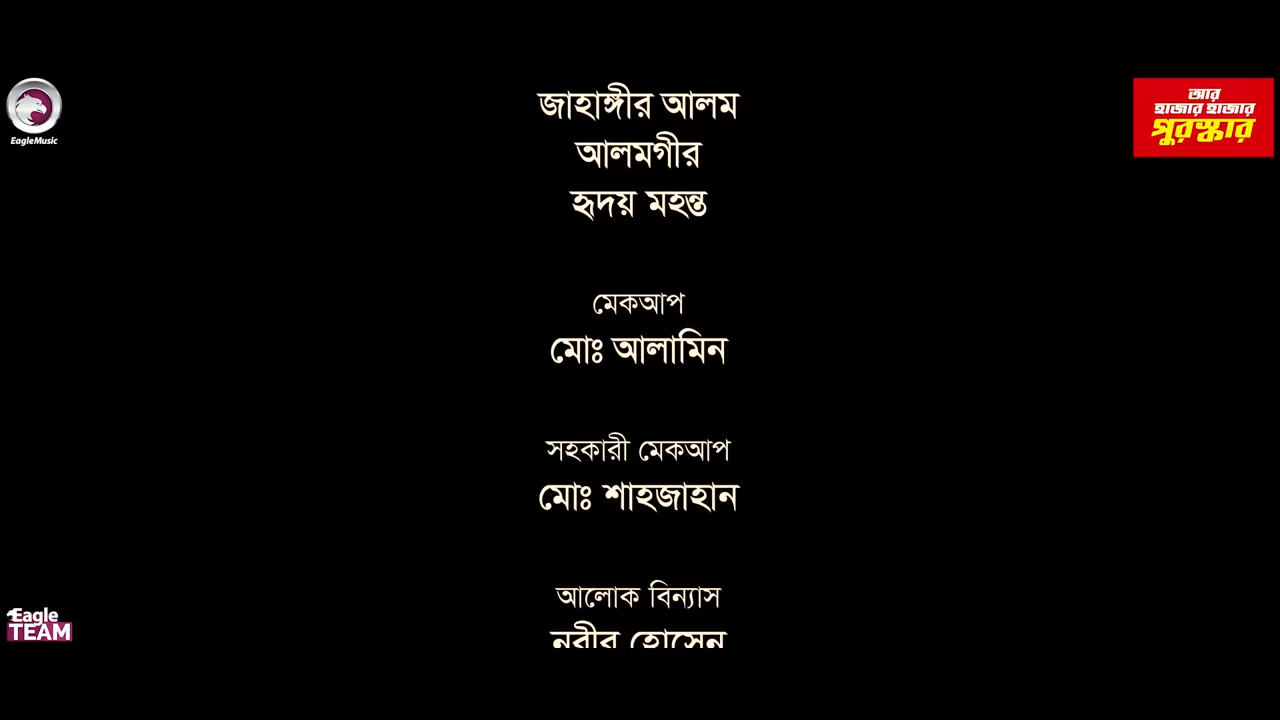 EagleMusic
আর
হাজার হাজার
পুরস্কার
জাহাঙ্গীর আলম
আলমগীর
হৃদয় মহন্ত
মেকআপ
মোঃ আলামিন
সহকারী মেকআপ
মোঃ শাহজাহান
আলোক বিন্যাস
হোসেন
Eagle
TEAM